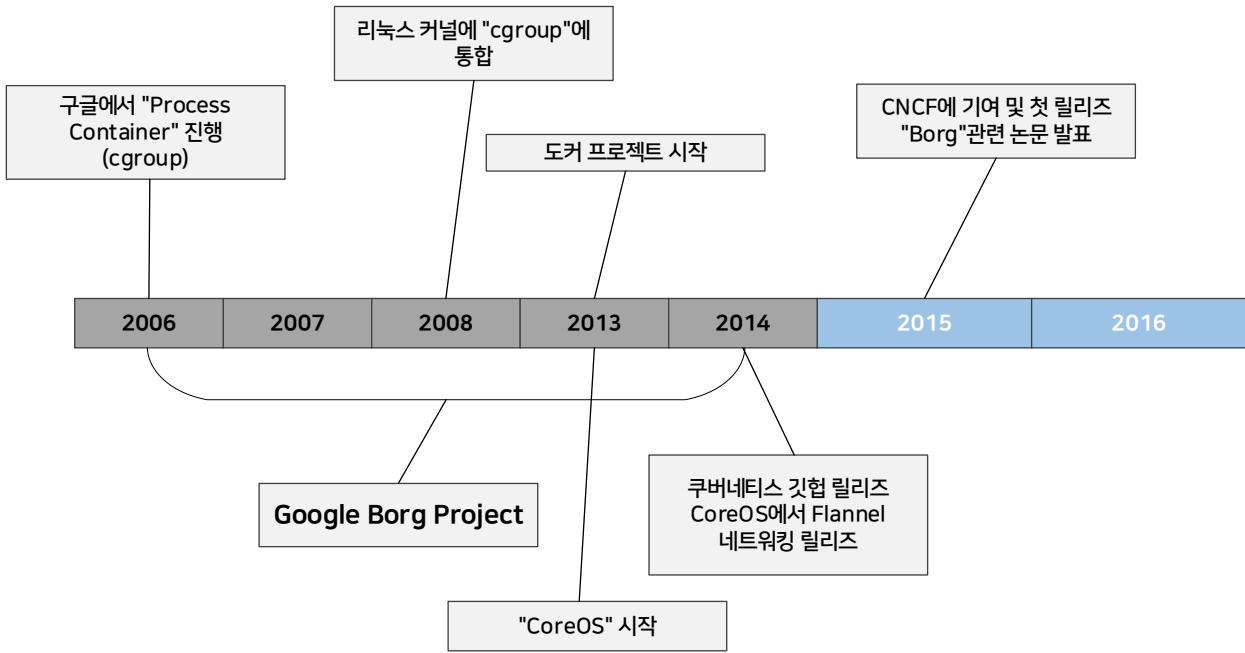 리눅스 커널에 "cgroup"에
통합
구글에서 "Process
Container" 진행
(cgroup)
CNCF에 기여 및 첫 릴리즈
"Borg"관련 논문 발표
도커 프로젝트 시작
2006 2007 2008 2013 2014 2015 2016
Google Borg Project
쿠버네티스 깃헙 릴리즈
CoreOS에서 Flannel
네트워킹 릴리즈
"CoreOS" 시작